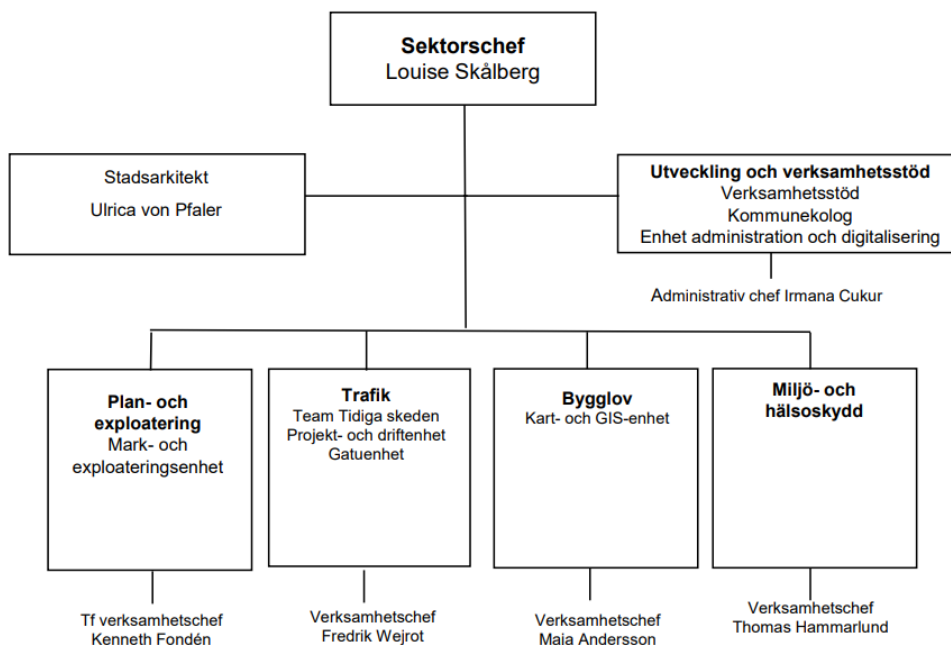 Sektorschef
Louise Skålberg
Stadsarkitekt
Ulrica von Pfaler
Utveckling och verksamhetsstöd
Verksamhetsstöd
Kommunekolog
Enhet administration och digitalisering
Administrativ chef Irmana Cukur
Plan- och
exploatering
Mark- och
exploateringsenhet
Tf verksamhetschef
Kenneth Fondén
Trafik
Team Tidiga skeden
Projekt- och driftenhet
Gatuenhet
Verksamhetschef
Fredrik Wejrot
Bygglov
Kart- och GIS-enhet
Verksamhetschef
Maia Andersson
Miljö- och
hälsoskydd
Verksamhetschef
Thomas Hammarlund